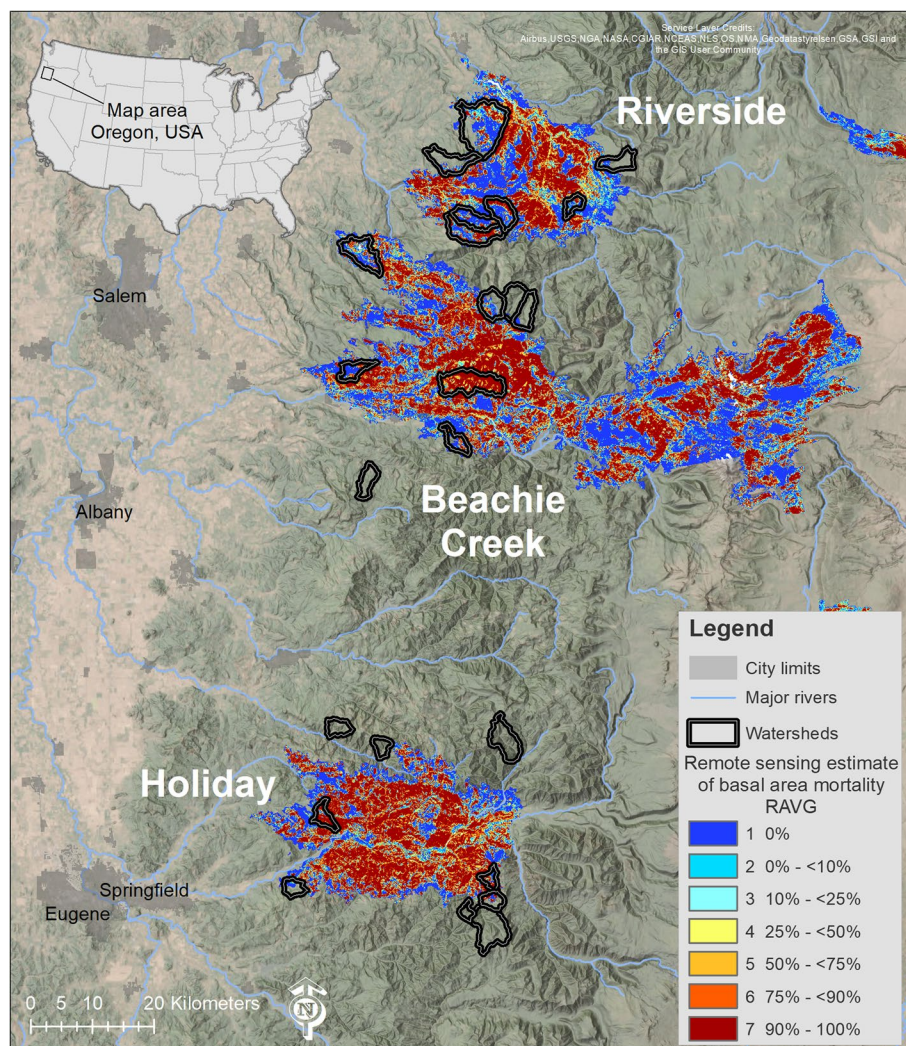 Service Layer Credits:
Airbus,USGS,NGA,NASA,CGIAR,NCEAS,NLS,OS,NMA,Geodatastyrelsen,GSA,GSI and
the GIS User Community
Map area
Oregon, USA
Riverside
Salem
Albany
Beachie
Creek
Holiday
Springfield
Eugene
0 5 10 20 Kilometers
N
Legend
City limits
Major rivers
Watersheds
Remote sensing estimate
of basal area mortality
RAVG
1 0%
2 0% - <10%
3 10% - <25%
4 25% - <50%
5 50% - <75%
6 75% - <90%
7 90% - 100%